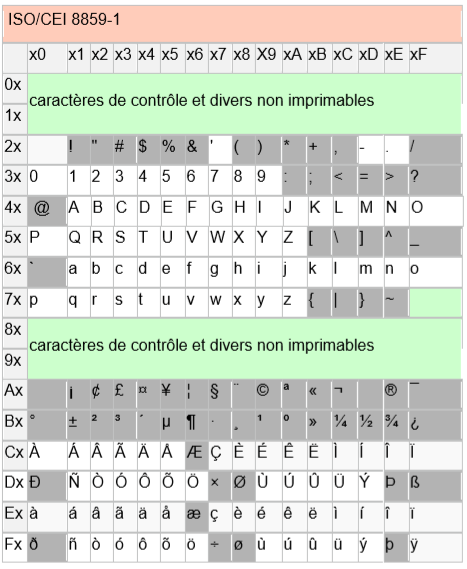 ISO/CEI 8859-1
x0 x1 x2 x3 x4 x5 x6 x7 x8 X9 xA xB xC xD xE xF
0x
caractères de contrôle et divers non imprimables
1x
2x ! " # $ % & ' ( ) * + , - . /
3x 0 1 2 3 4 5 6 7 8 9 : ; < = > ?
4x @ A B C D E F G H I J K L M N O
5x P Q R S T U V W X Y Z [ \ ] ^ _
6x ` a b c d e f g h i j k l m n o
7x p q r s t u v w x y z { | } ~
8x
caractères de contrôle et divers non imprimables
9x
Ax ¡ ¢ £ ¤ ¥ ¦ § ¨ © ª « ¬ ® ¯
Bx ° ± ² ³ ´ µ ¶ · ¸ ¹ º » ¼ ½ ¾ ¿
Cx À Á Â Ã Ä Å Æ Ç È É Ê Ë Ì Í Î Ï
Dx Ð Ñ Ò Ó Ô Õ Ö × Ø Ù Ú Û Ü Ý Þ ß
Ex à á â ã ä å æ ç è é ê ë ì í î ï
Fx ð ñ ò ó ô õ ö ÷ ø ù ú û ü ý þ ÿ